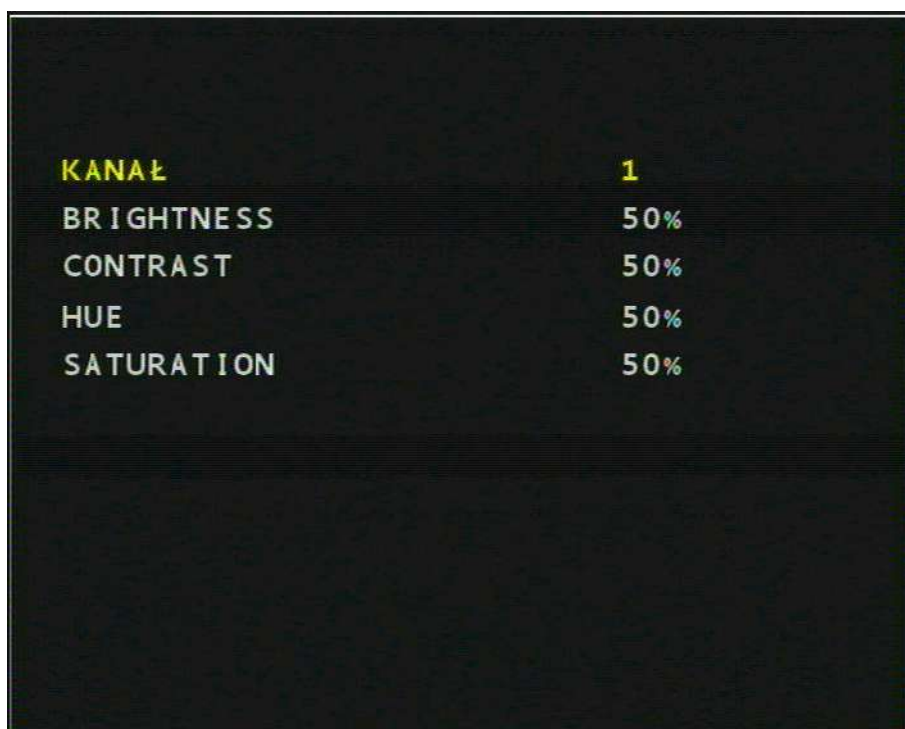 KANAŁ 1
BRIGHTNESS 50%
CONTRAST 50%
HUE 50%
SATURATION 50%